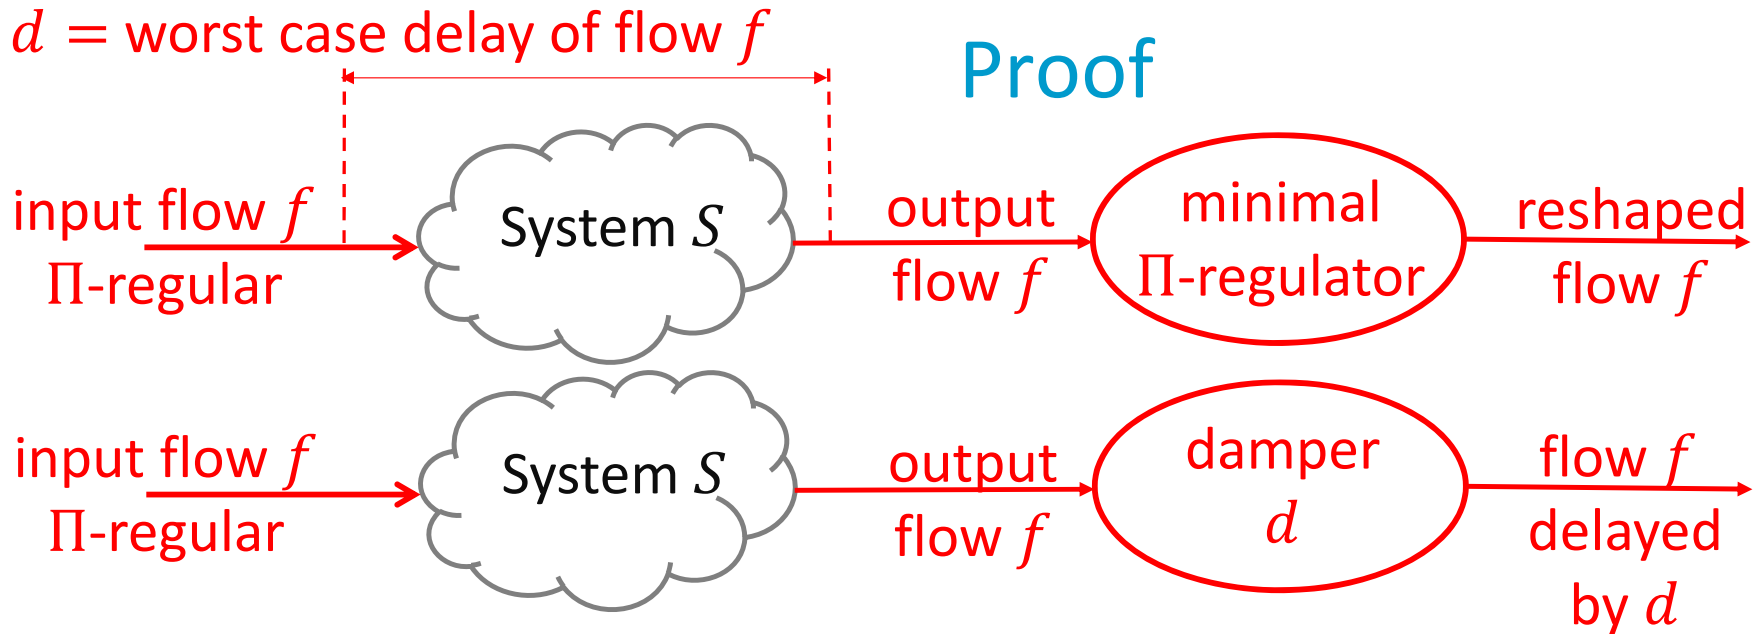 d = worst case delay of flow f
Proof
input flow f
Π-regular
System S
output
flow f
minimal
Π-regulator
reshaped
flow f
input flow f
Π-regular
System S
output
flow f
damper
d
flow f
delayed
by d